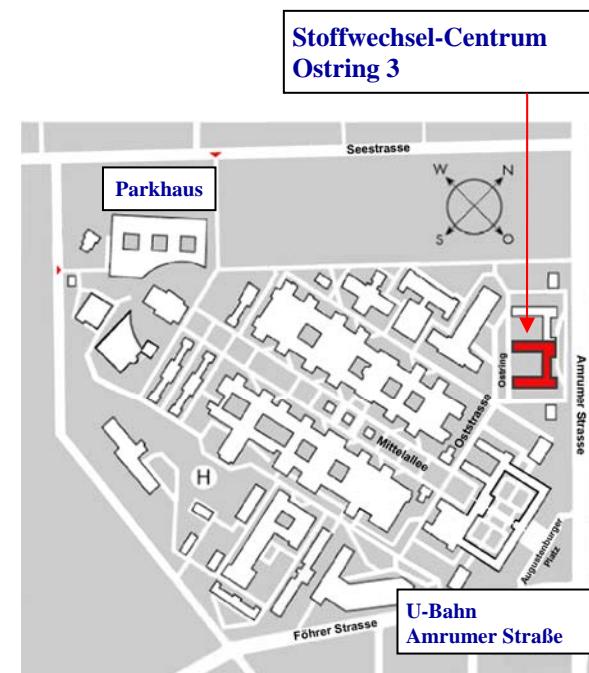 Stoffwechsel-Centrum
Ostring 3
Seestrasse
Parkhaus
W
N
S
O
Ostring
Amrumer Strasse
Oststrasse
Mittelallee
H
Augustenburger
Platz
U-Bahn
Amrumer Straße
Föhrer Strasse